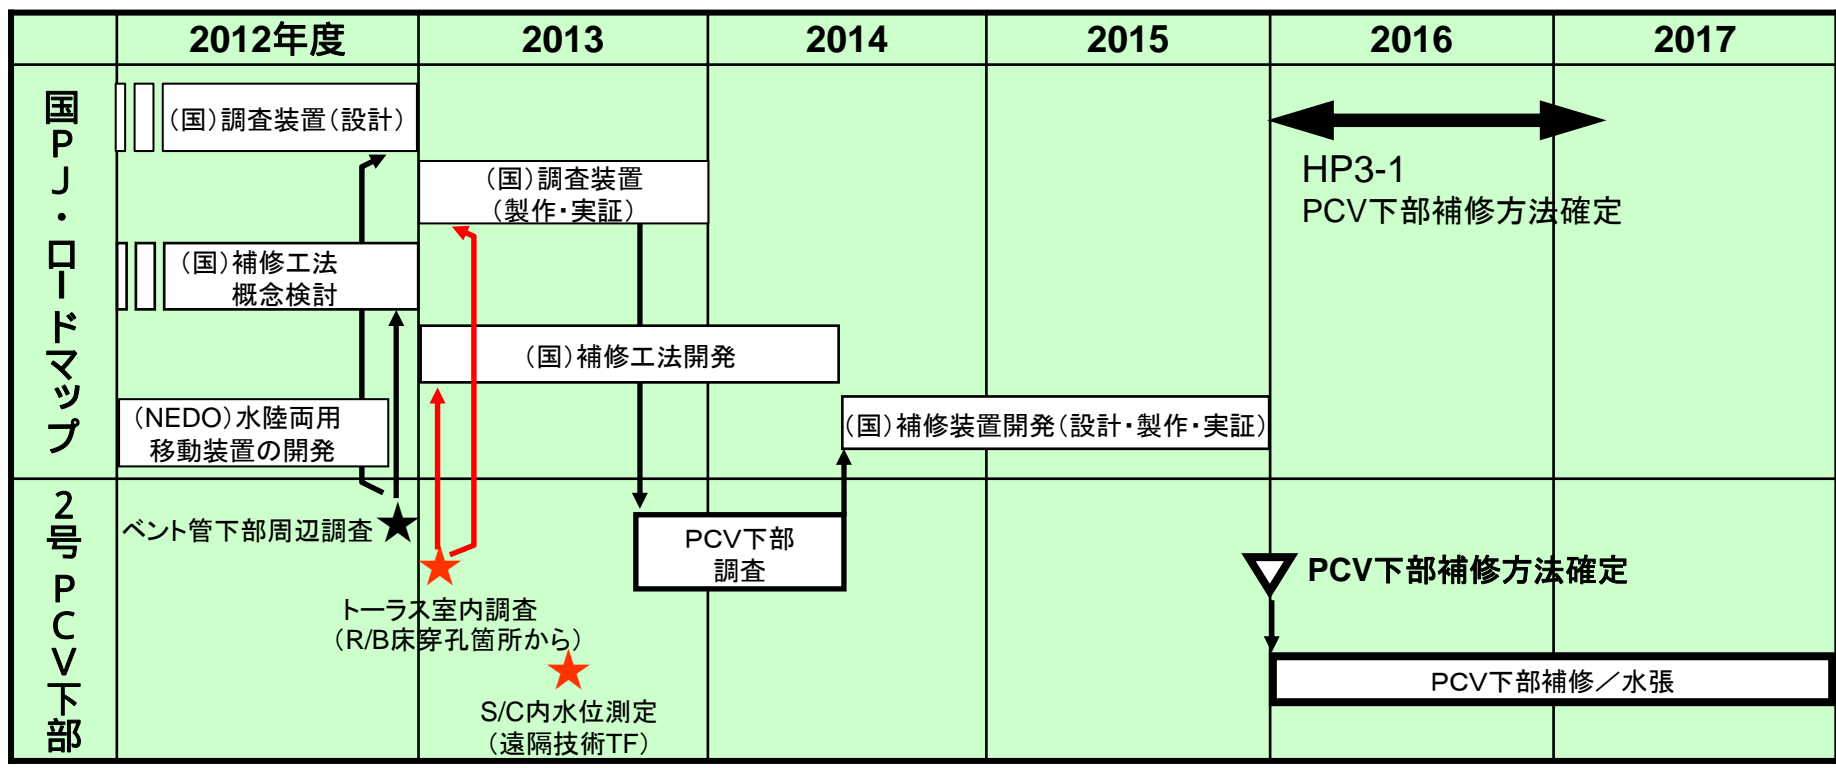 2012年度
2013
2014
2015
2016
2017
国PJ・ロードマップ
（国）調査装置（設計）
（国）調査装置
（製作・実証）
HP3-1
PCV下部補修方法確定
（国）補修工法
概念検討
（国）補修工法開発
（NEDO）水陸両用
移動装置の開発
（国）補修装置開発（設計・製作・実証）
2号PCV下部
ベント管下部周辺調査
PCV下部
調査
トーラス室内調査
（R/B床穿孔箇所から）
S/C内水位測定
（遠隔技術TF）
PCV下部補修方法確定
PCV下部補修／水張